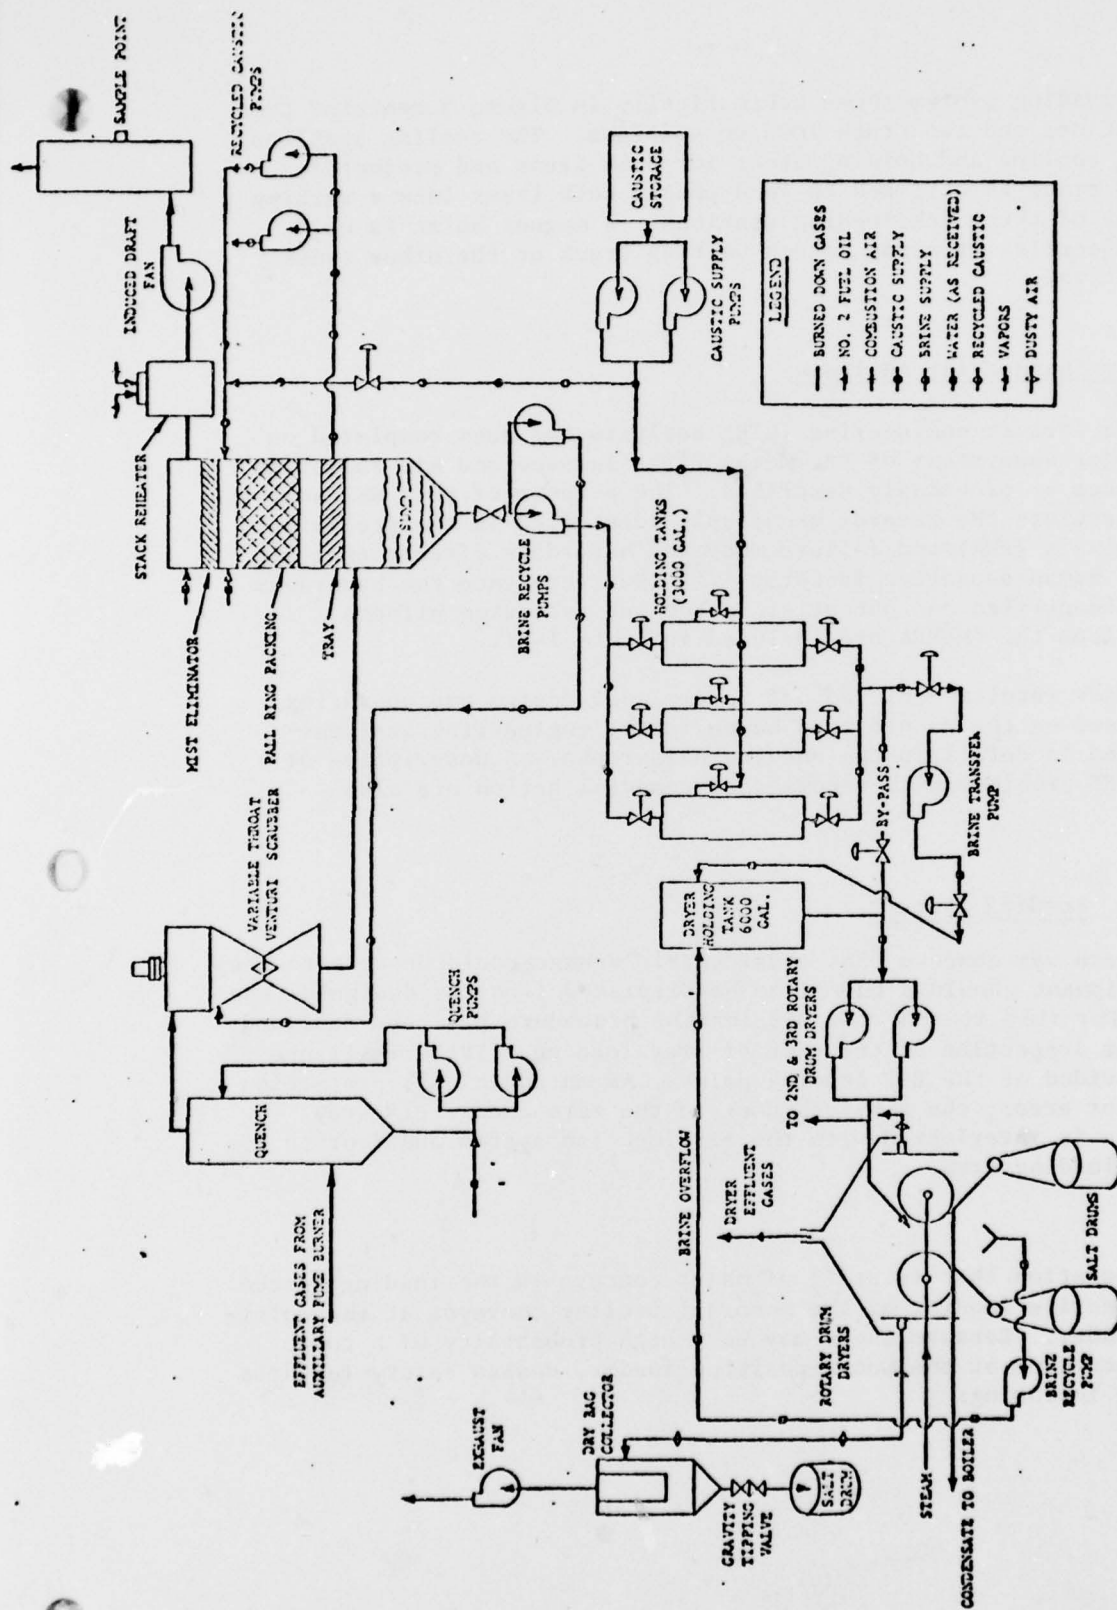 SAMPLE POINT
INDUCED DRAFT
FAN
STACK REHEATER
RECYCLED CAUSTIC
PUMPS
MIST ELIMINATOR
PALL RING PACKING
TRAY
SUMP
VARIABLE THROAT
VENTURI SCRUBBER
QUENCH
QUENCH
PUMPS
EFFLUENT GASES FROM
AUXILLARY FUME BURNER
BRINE RECYCLE
PUMPS
CAUSTIC
STORAGE
CAUSTIC SUPPLY
PUMPS
HOLDING TANKS
(3000 GAL.)
BY-PASS
BRINE TRANSFER
PUMP
DRYER
HOLDING
TANK
6000
GAL.
TO 2ND, & 3RD ROTARY
DRUM DRYERS
BRINE OVERFLOW
DRYER
EFFLUENT
GASES
ROTARY DRUM
DRYERS
EXHAUST
FAN
DRY BAG
COLLECTOR
GRAVITY
TIPPING
VALVE
SALT
DRUM
STEAM
CONDENSATE TO BOILER
BRINE
RECYCLE
PUMP
SALT DRUMS
LEGEND
BURNED DOWN GASES
NO. 2 FUEL OIL
COMBUSTION AIR
CAUSTIC SUPPLY
BRINE SUPPLY
WATER (AS RECEIVED)
RECYCLED CAUSTIC
VAPORS
DUSTY AIR